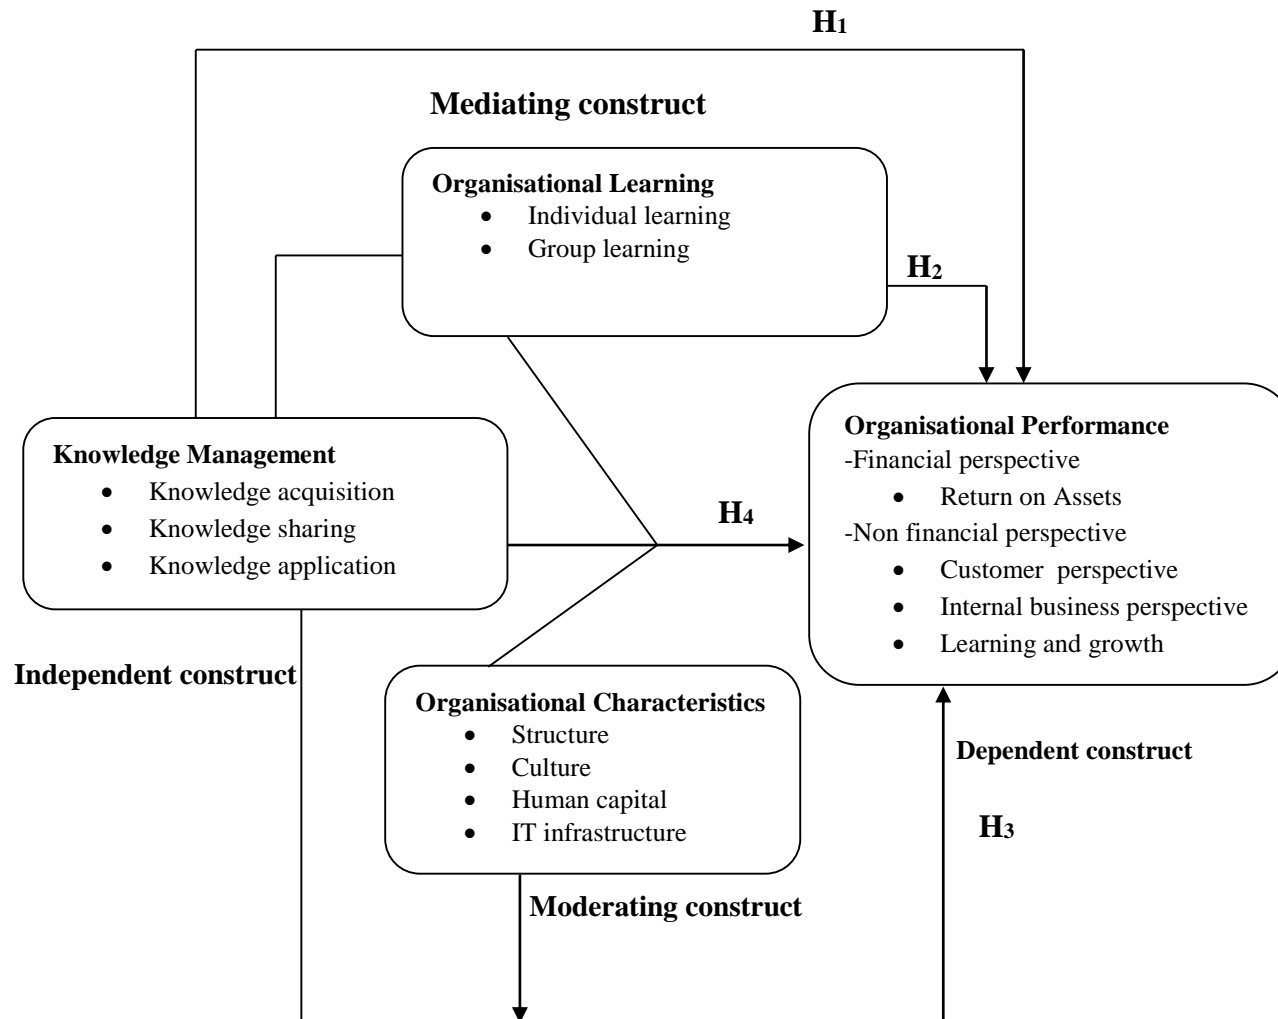 H1
Mediating construct
Organisational Learning
• Individual learning
• Group learning
H2
Knowledge Management
• Knowledge acquisition
• Knowledge sharing
• Knowledge application
H4
Organisational Performance
-Financial perspective
• Return on Assets
-Non financial perspective
• Customer perspective
• Internal business perspective
• Learning and growth
Independent construct
Organisational Characteristics
• Structure
• Culture
• Human capital
• IT infrastructure
Dependent construct
H3
Moderating construct